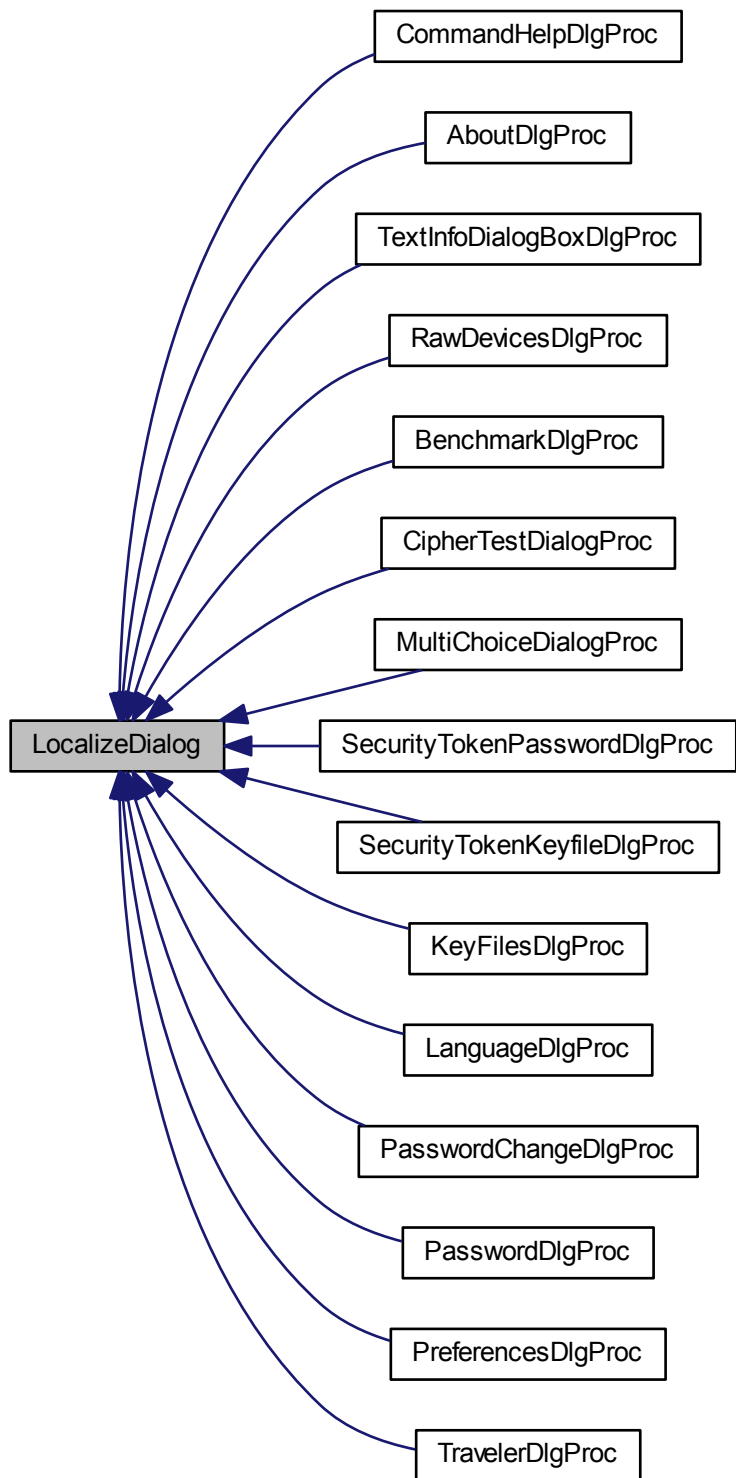 CommandHelpDlgProc
AboutDlgProc
TextInfoDialogBoxDlgProc
RawDevicesDlgProc
BenchmarkDlgProc
CipherTestDialogProc
MultiChoiceDialogProc
LocalizeDialog
SecurityTokenPasswordDlgProc
SecurityTokenKeyfileDlgProc
KeyFilesDlgProc
LanguageDlgProc
PasswordChangeDlgProc
PasswordDlgProc
PreferencesDlgProc
TravelerDlgProc